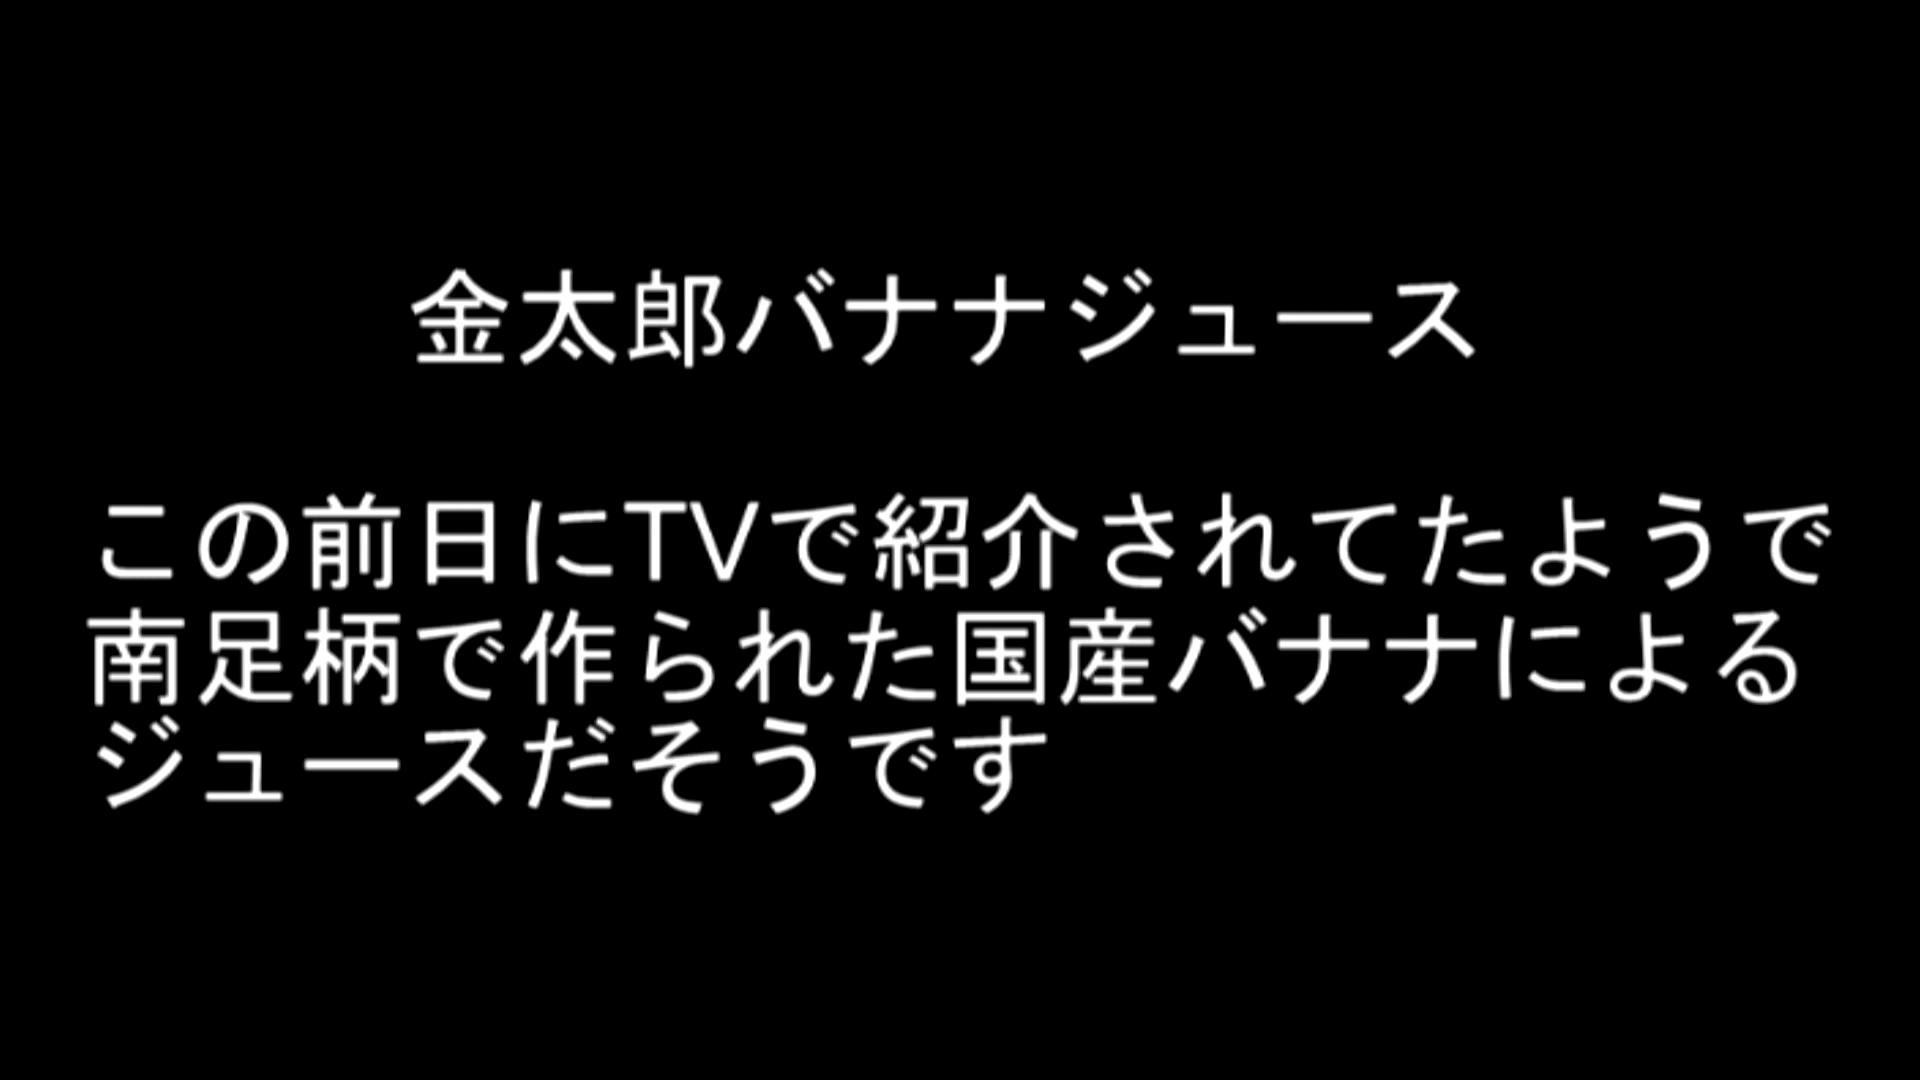 金太郎バナナジュース
この前日にTVで紹介されてたようで
南足柄で作られた国産バナナによる
ジュースだそうです